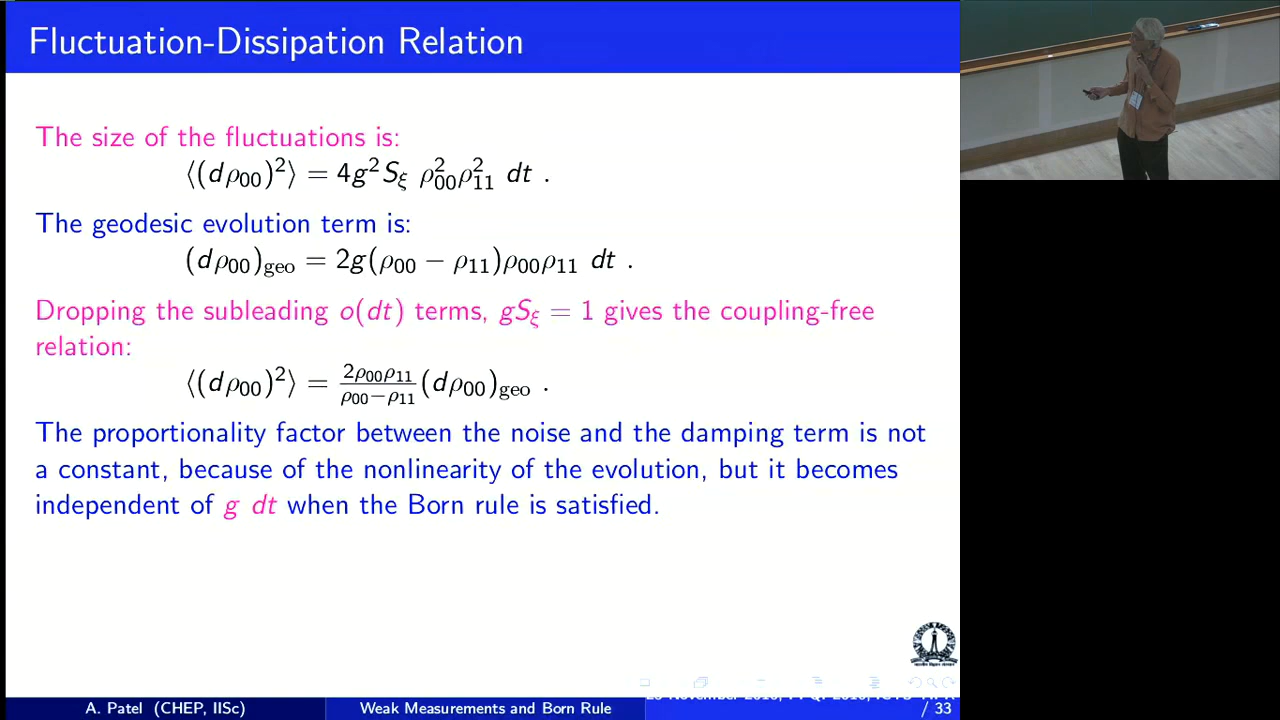 Fluctuation-Dissipation Relation
The size of the fluctuations is:
⟨(dρ₀₀)²⟩ = 4g²S_ξ ρ₀₀²ρ₁₁² dt .
The geodesic evolution term is:
(dρ₀₀)_geo = 2g(ρ₀₀ − ρ₁₁)ρ₀₀ρ₁₁ dt .
Dropping the subleading o(dt) terms, gS_ξ = 1 gives the coupling-free
relation:
⟨(dρ₀₀)²⟩ = \frac{2ρ₀₀ρ₁₁}{ρ₀₀−ρ₁₁}(dρ₀₀)_geo .
The proportionality factor between the noise and the damping term is not
a constant, because of the nonlinearity of the evolution, but it becomes
independent of g dt when the Born rule is satisfied.
A. Patel (CHEP, IISc) Weak Measurements and Born Rule / 33